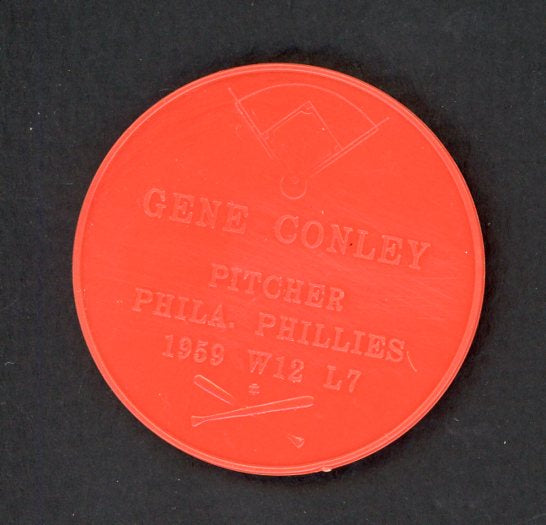 GENE CONLEY
PITCHER
PHILA. PHILLIES
1959 W12 L7